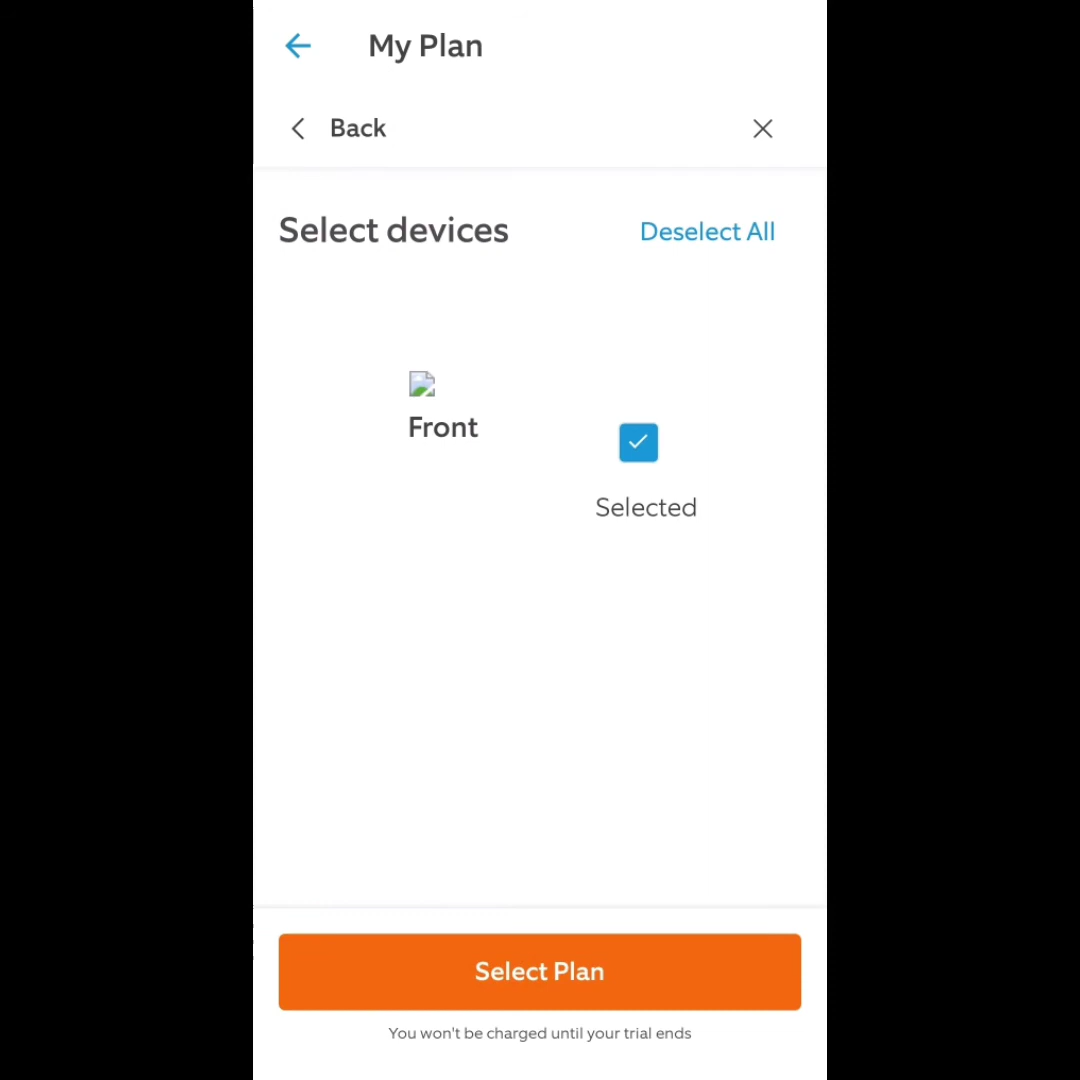 My Plan
Back
Select devices
Deselect All
Front
Selected
Select Plan
You won't be charged until your trial ends